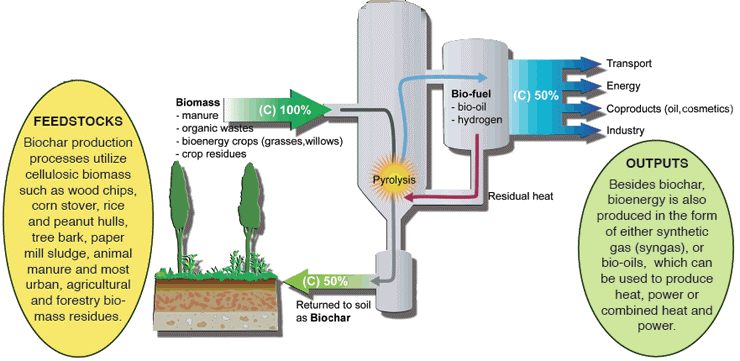 FEEDSTOCKS
Biochar production
processes utilize
cellulosic biomass
such as wood chips,
corn stover, rice
and peanut hulls,
tree bark, paper
mill sludge, animal
manure and most
urban, agricultural
and forestry bio-
mass residues.
Biomass
- manure
- organic wastes
- bioenergy crops (grasses,willows)
- crop residues
(C) 100%
Pyrolysis
Bio-fuel
- bio-oil
- hydrogen
(C) 50%
Transport
Energy
Coproducts (oil,cosmetics)
Industry
Residual heat
(C) 50%
Returned to soil
as Biochar
OUTPUTS
Besides biochar,
bioenergy is also
produced in the form
of either synthetic
gas (syngas), or
bio-oils, which can
be used to produce
heat, power or
combined heat and
power.